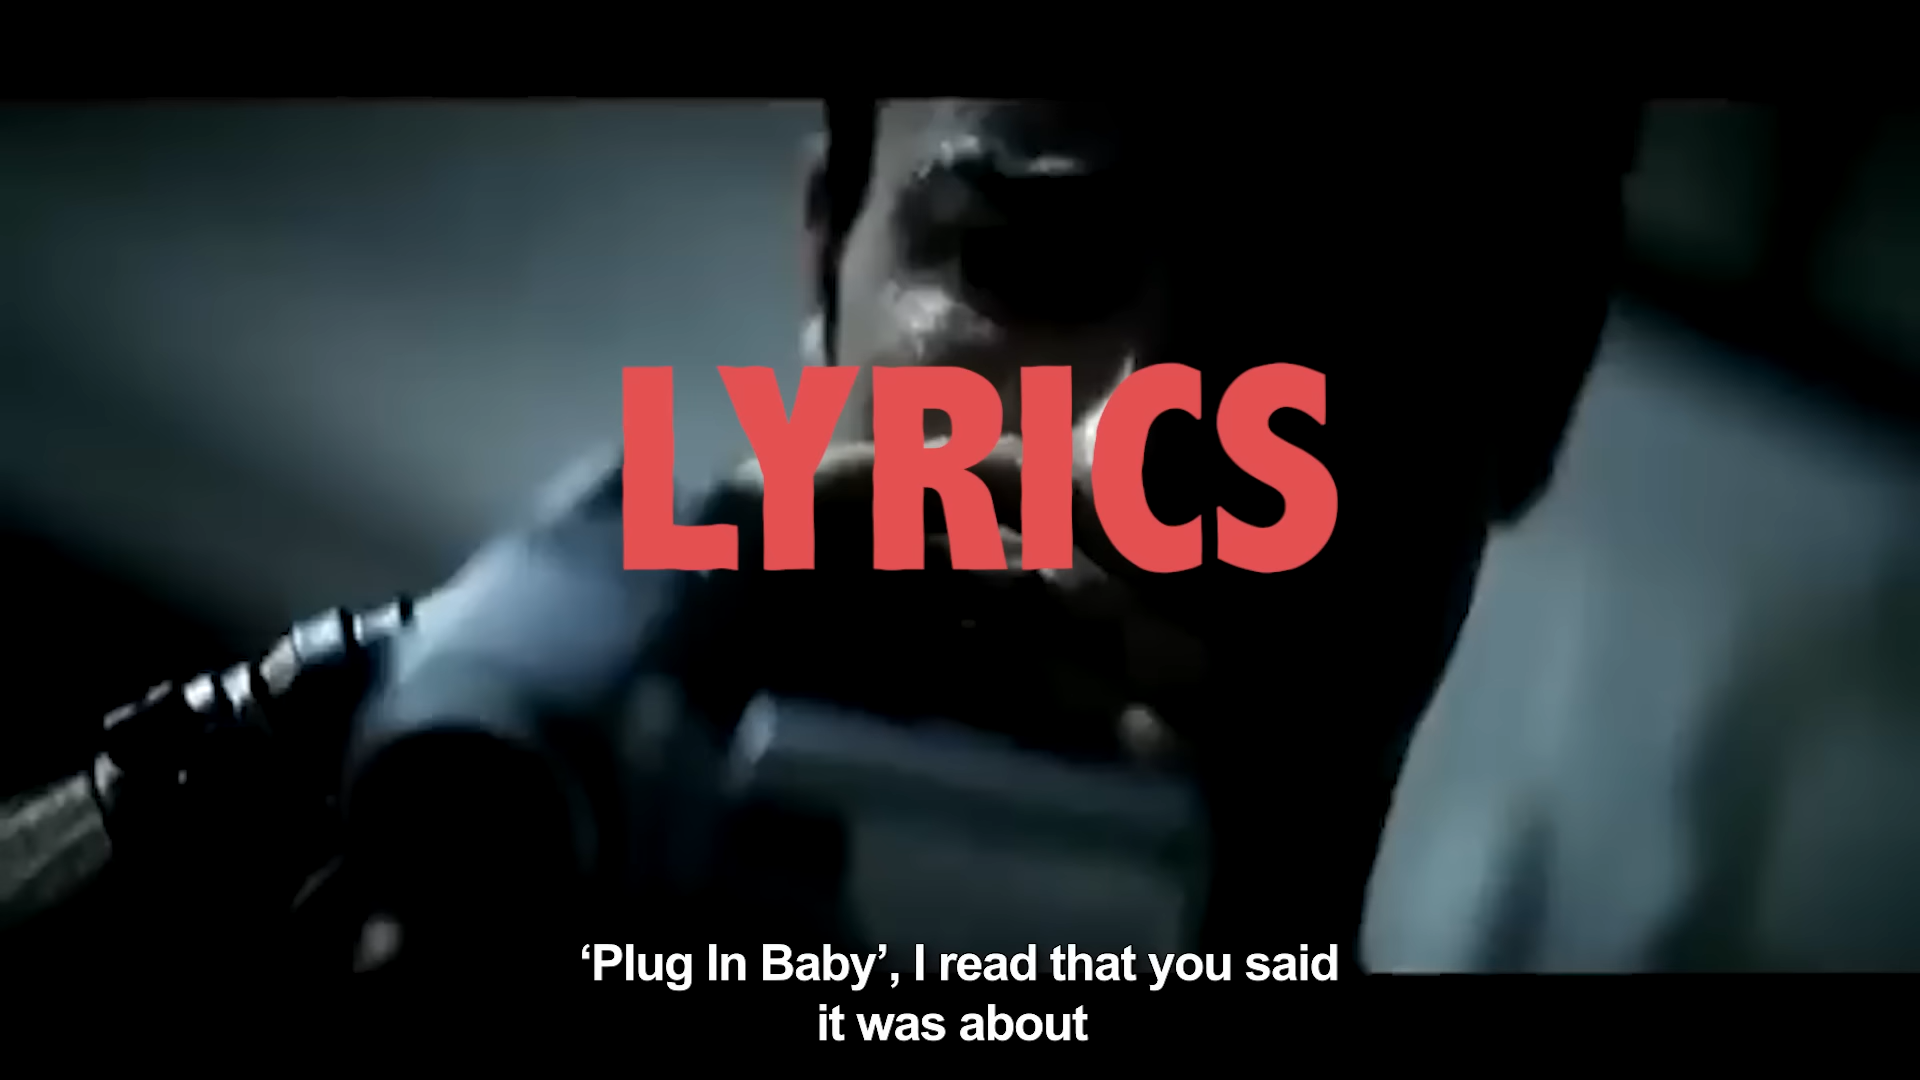 LYRICS
‘Plug In Baby’, I read that you said
it was about